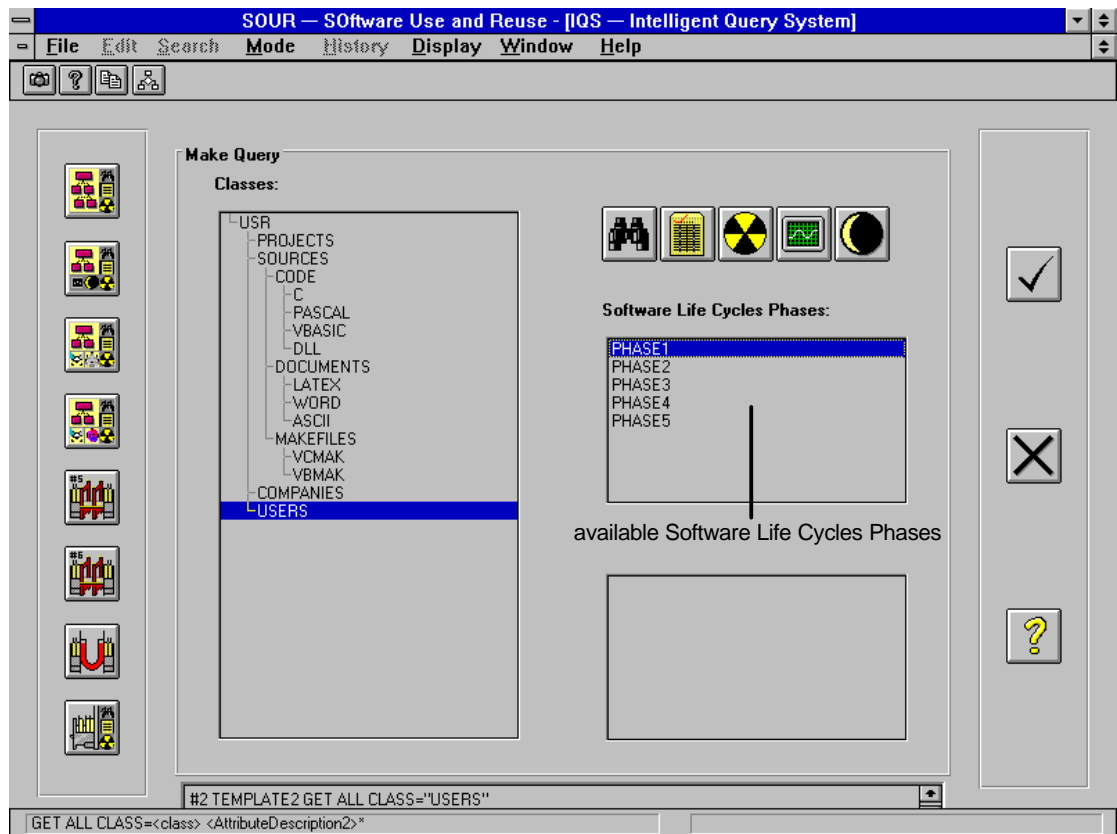 SOUR — SOftware Use and Reuse - [IQS — Intelligent Query System]
File Edit Search Mode History Display Window Help
Make Query
Classes:
USR
PROJECTS
SOURCES
CODE
C
PASCAL
VBASIC
DLL
DOCUMENTS
LATEX
WORD
ASCII
MAKEFILES
VCMAK
VBMAK
COMPANIES
USERS
Software Life Cycles Phases:
PHASE1
PHASE2
PHASE3
PHASE4
PHASE5
available Software Life Cycles Phases
#5
#6
#2 TEMPLATE2 GET ALL CLASS="USERS"
GET ALL CLASS=<class> <AttributeDescription2>*